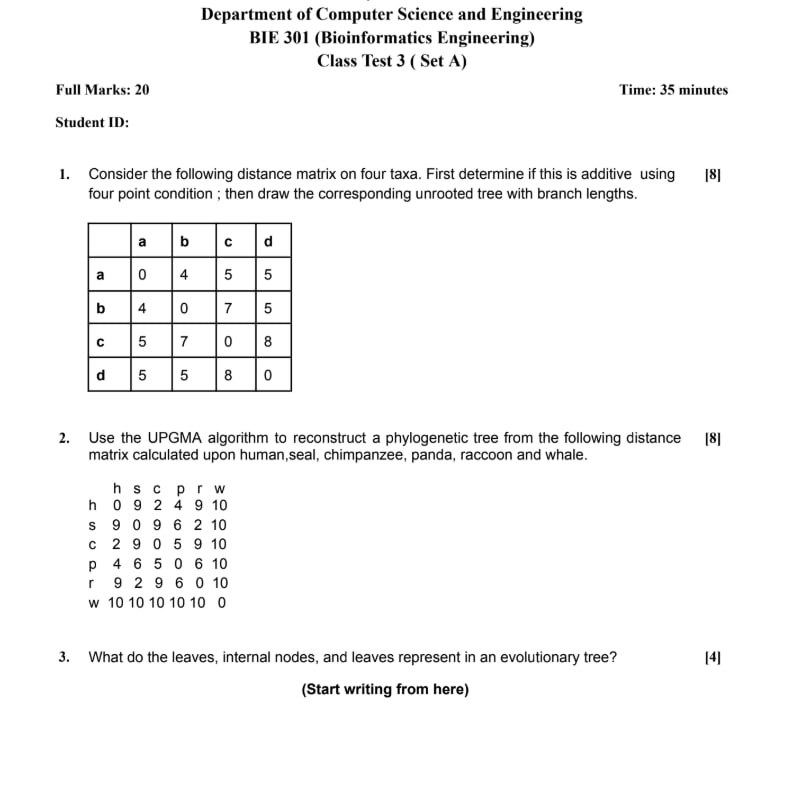 Department of Computer Science and Engineering
BIE 301 (Bioinformatics Engineering)
Class Test 3 ( Set A)
Full Marks: 20 Time: 35 minutes
Student ID:
1. Consider the following distance matrix on four taxa. First determine if this is additive using [8]
four point condition ; then draw the corresponding unrooted tree with branch lengths.
a b c d
a 0 4 5 5
b 4 0 7 5
c 5 7 0 8
d 5 5 8 0
2. Use the UPGMA algorithm to reconstruct a phylogenetic tree from the following distance [8]
matrix calculated upon human,seal, chimpanzee, panda, raccoon and whale.
h s c p r w
h 0 9 2 4 9 10
s 9 0 9 6 2 10
c 2 9 0 5 9 10
p 4 6 5 0 6 10
r 9 2 9 6 0 10
w 10 10 10 10 10 0
3. What do the leaves, internal nodes, and leaves represent in an evolutionary tree? [4]
(Start writing from here)